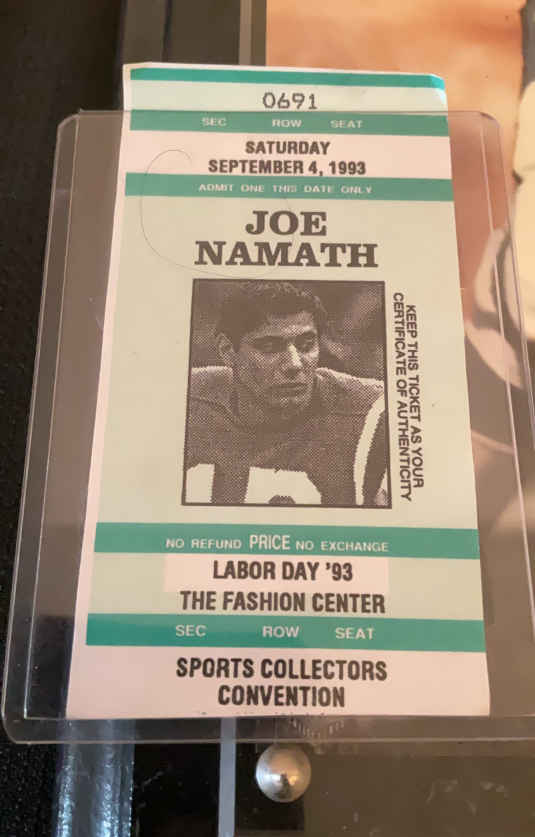 0691
SEC ROW SEAT
SATURDAY
SEPTEMBER 4, 1993
ADMIT ONE THIS DATE ONLY
JOE
NAMATH
KEEP THIS TICKET AS YOUR
CERTIFICATE OF AUTHENTICITY
NO REFUND PRICE NO EXCHANGE
LABOR DAY '93
THE FASHION CENTER
SEC ROW SEAT
SPORTS COLLECTORS
CONVENTION